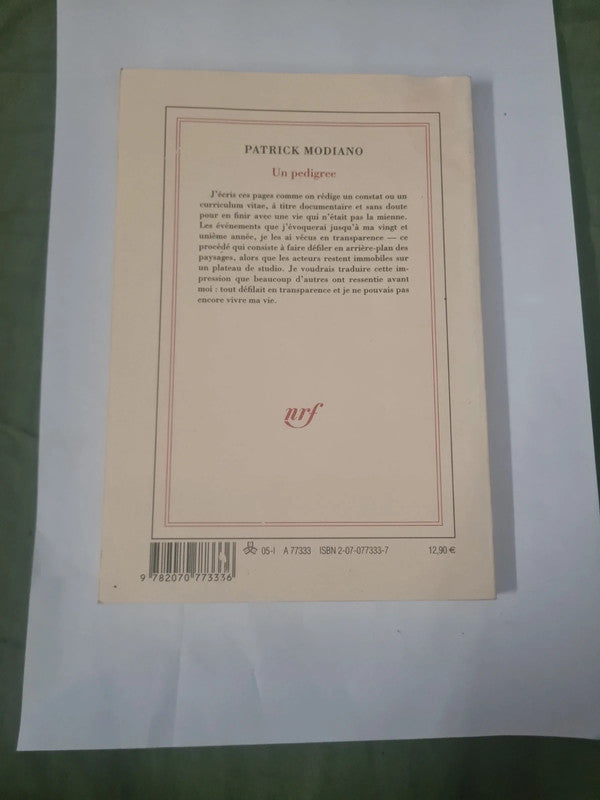 PATRICK MODIANO
Un pedigree
J'écris ces pages comme on rédige un constat ou un
curriculum vitae, à titre documentaire et sans doute
pour en finir avec une vie qui n'était pas la mienne.
Les événements que j'évoquerai jusqu'à ma vingt et
unième année, je les ai vécus en transparence — ce
procédé qui consiste à faire défiler en arrière-plan des
paysages, alors que les acteurs restent immobiles sur
un plateau de studio. Je voudrais traduire cette im-
pression que beaucoup d'autres ont ressentie avant
moi : tout défilait en transparence et je ne pouvais pas
encore vivre ma vie.
nrf
05-I A 77333 ISBN 2-07-077333-7 12,90 €
9 782070 773336